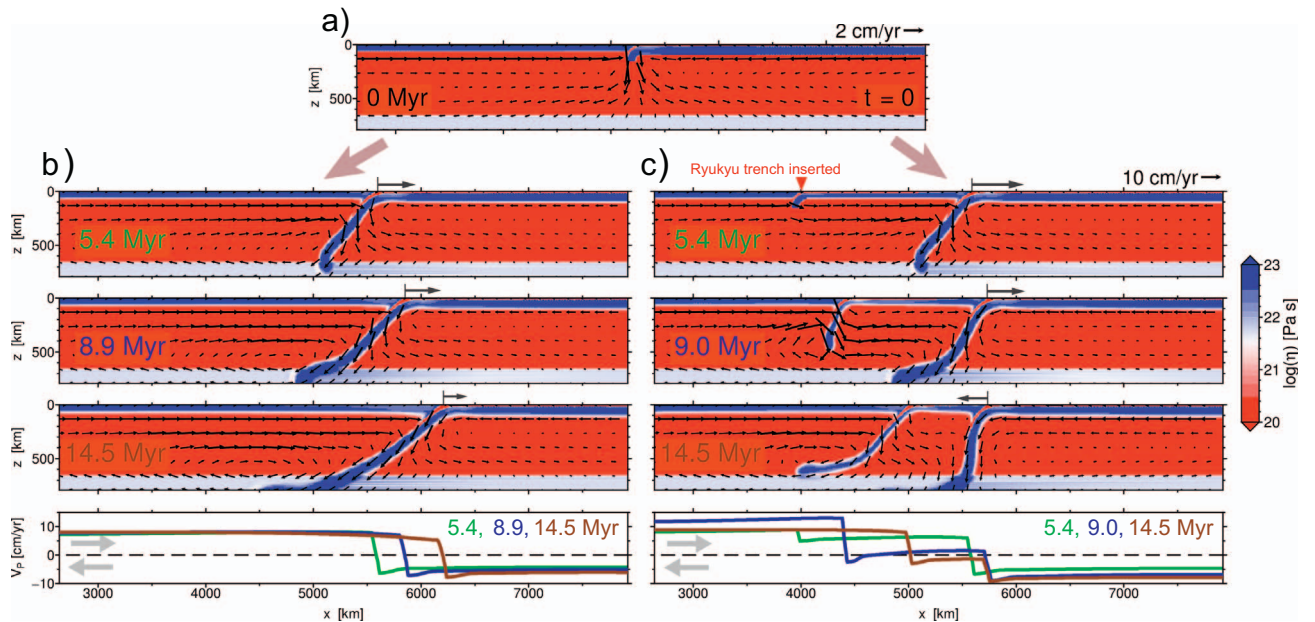 a)
2 cm/yr
0
500
z [km]
0 Myr
t = 0
b)
c)
Ryukyu trench inserted
10 cm/yr
0
500
z [km]
5.4 Myr
0
500
z [km]
5.4 Myr
0
500
z [km]
8.9 Myr
0
500
z [km]
9.0 Myr
0
500
z [km]
14.5 Myr
0
500
z [km]
14.5 Myr
23
22
21
20
log(η) [Pa s]
10
0
−10
VP [cm/yr]
5.4, 8.9, 14.5 Myr
5.4, 9.0, 14.5 Myr
3000 4000 5000 6000 7000
x [km]
3000 4000 5000 6000 7000
x [km]